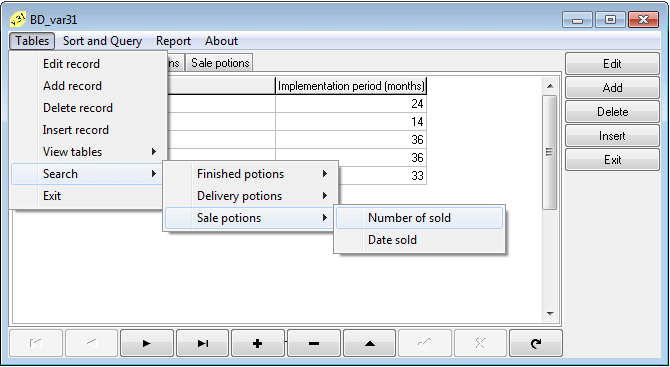 BD_var31
Tables Sort and Query Report About
Edit record
Add record
Delete record
Insert record
View tables
Search
Exit
Finished potions
Delivery potions
Sale potions
Number of sold
Date sold
ns Sale potions
Implementation period (months)
24
14
36
36
33
Edit
Add
Delete
Insert
Exit